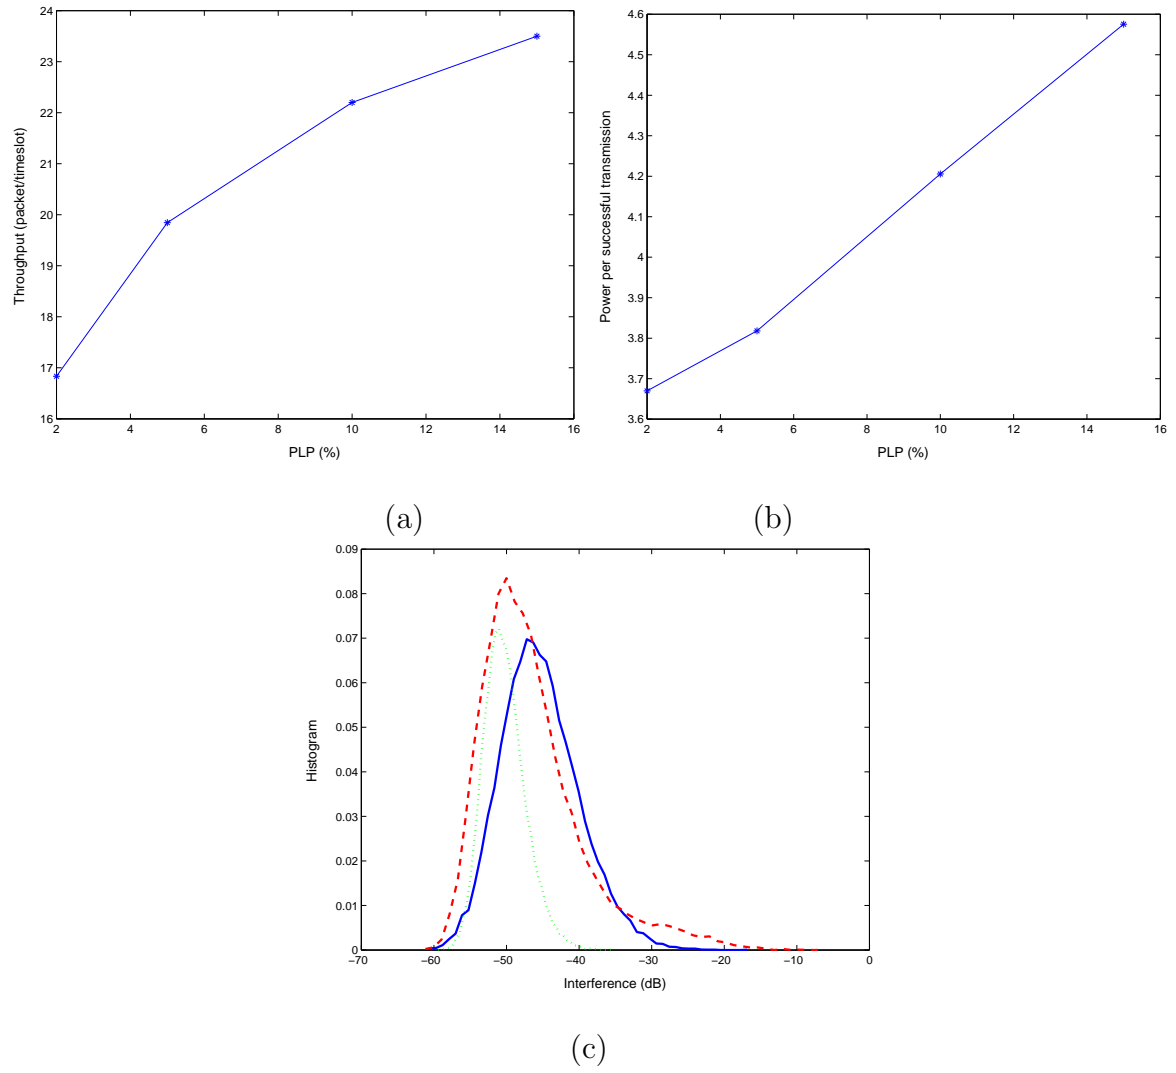 24
23
22
21
20
19
18
17
16
2 4 6 8 10 12 14 16
Throughput (packet/timeslot)
PLP (%)
(a)
4.6
4.5
4.4
4.3
4.2
4.1
4
3.9
3.8
3.7
3.6
2 4 6 8 10 12 14 16
Power per successful transmission
PLP (%)
(b)
0.09
0.08
0.07
0.06
0.05
0.04
0.03
0.02
0.01
0
−70 −60 −50 −40 −30 −20 −10 0
Histogram
Interference (dB)
(c)